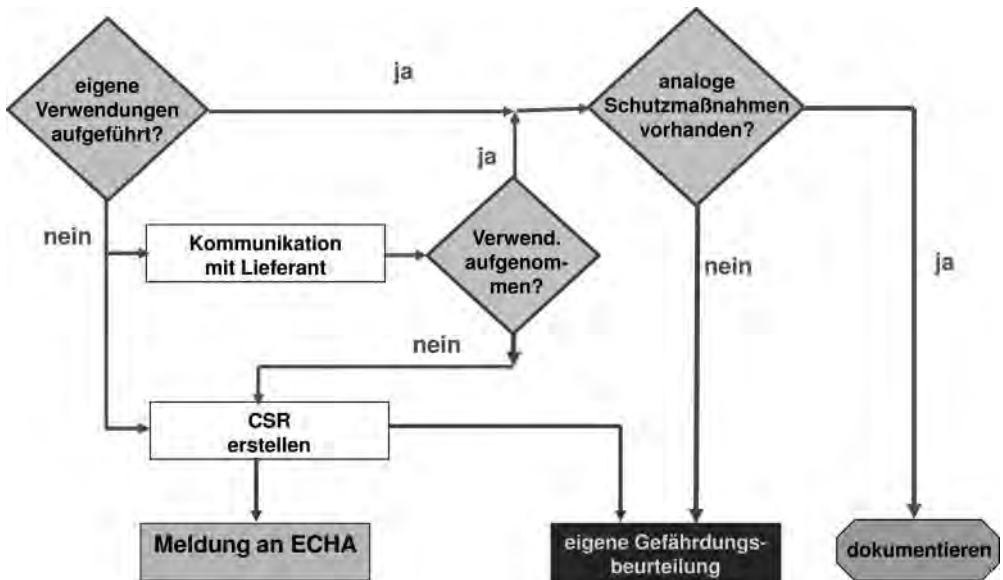 eigene
Verwendungen
aufgeführt?
ja
analoge
Schutzmaßnahmen
vorhanden?
ja
nein
Kommunikation
mit Lieferant
Verwend.
aufgenom-
men?
nein
ja
nein
CSR
erstellen
Meldung an ECHA
eigene Gefährdungs-
beurteilung
dokumentieren